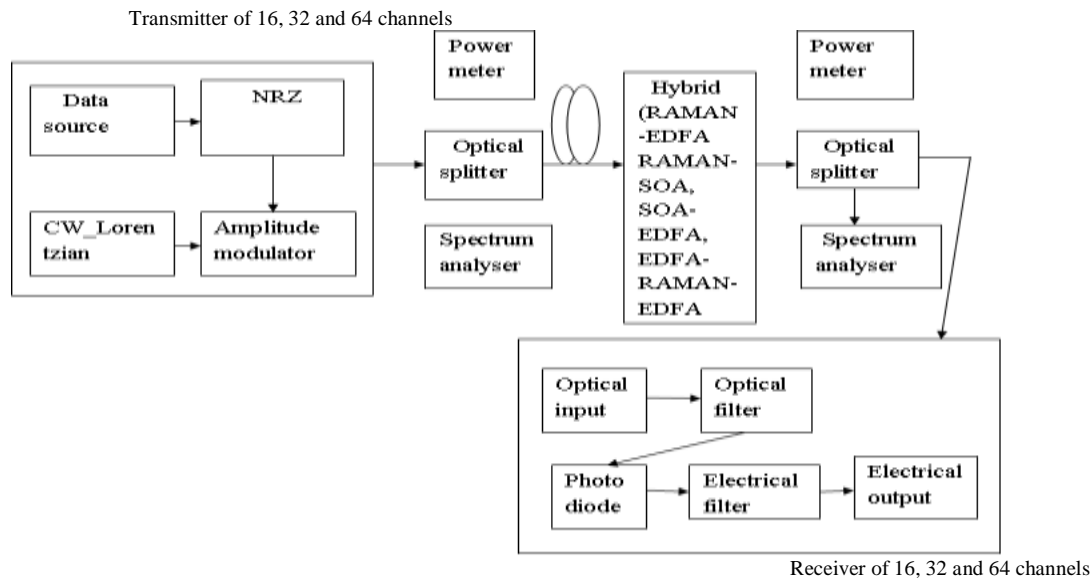 Transmitter of 16, 32 and 64 channels
Data
source
NRZ
CW_Loren
tzian
Amplitude
modulator
Power
meter
Optical
splitter
Spectrum
analyser
Hybrid
(RAMAN
-EDFA
RAMAN-
SOA,
SOA-
EDFA,
EDFA-
RAMAN-
EDFA
Power
meter
Optical
splitter
Spectrum
analyser
Optical
input
Optical
filter
Photo
diode
Electrical
filter
Electrical
output
Receiver of 16, 32 and 64 channels